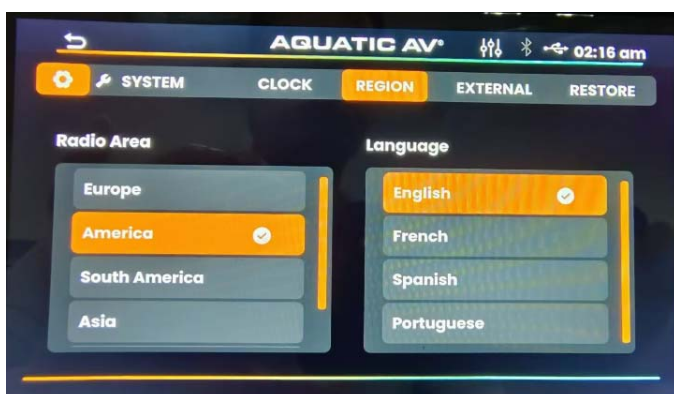 AQUATIC AV® 02:16 am
SYSTEM CLOCK REGION EXTERNAL RESTORE
Radio Area
Europe
America
South America
Asia
Language
English
French
Spanish
Portuguese